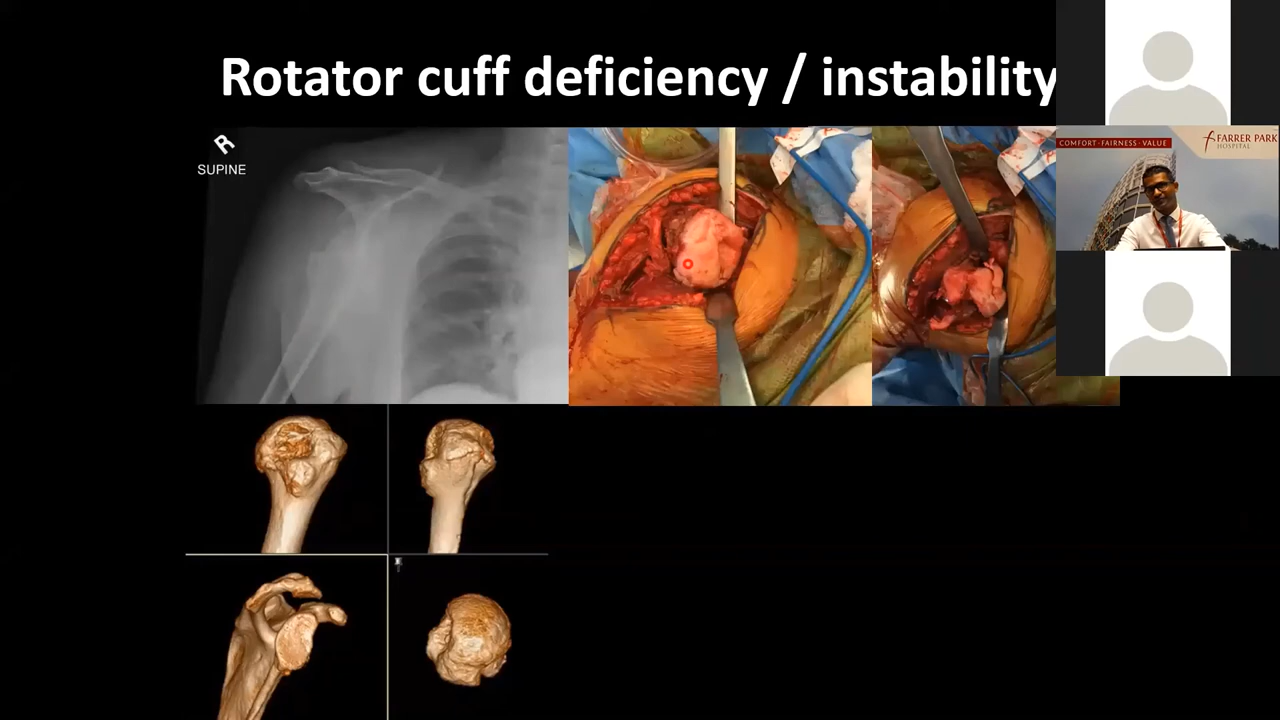 Rotator cuff deficiency / instability
R
SUPINE
COMFORT · FAIRNESS · VALUE
FARRER PARK
HOSPITAL